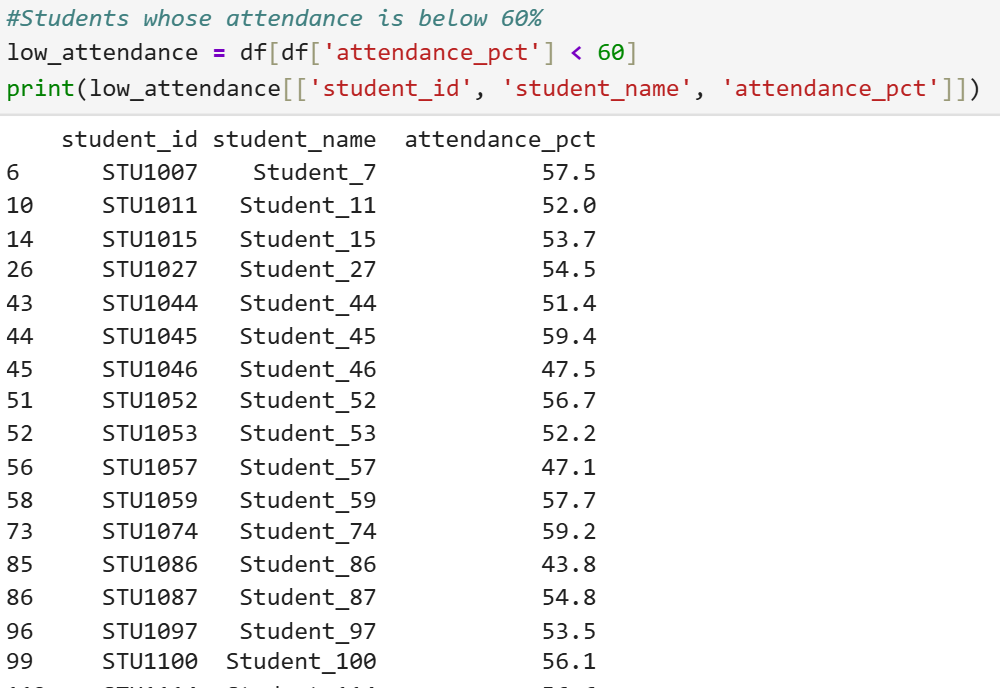 #Students whose attendance is below 60%
low_attendance = df[df['attendance_pct'] < 60]
print(low_attendance[['student_id', 'student_name', 'attendance_pct']])
student_id student_name attendance_pct
6 STU1007 Student_7 57.5
10 STU1011 Student_11 52.0
14 STU1015 Student_15 53.7
26 STU1027 Student_27 54.5
43 STU1044 Student_44 51.4
44 STU1045 Student_45 59.4
45 STU1046 Student_46 47.5
51 STU1052 Student_52 56.7
52 STU1053 Student_53 52.2
56 STU1057 Student_57 47.1
58 STU1059 Student_59 57.7
73 STU1074 Student_74 59.2
85 STU1086 Student_86 43.8
86 STU1087 Student_87 54.8
96 STU1097 Student_97 53.5
99 STU1100 Student_100 56.1